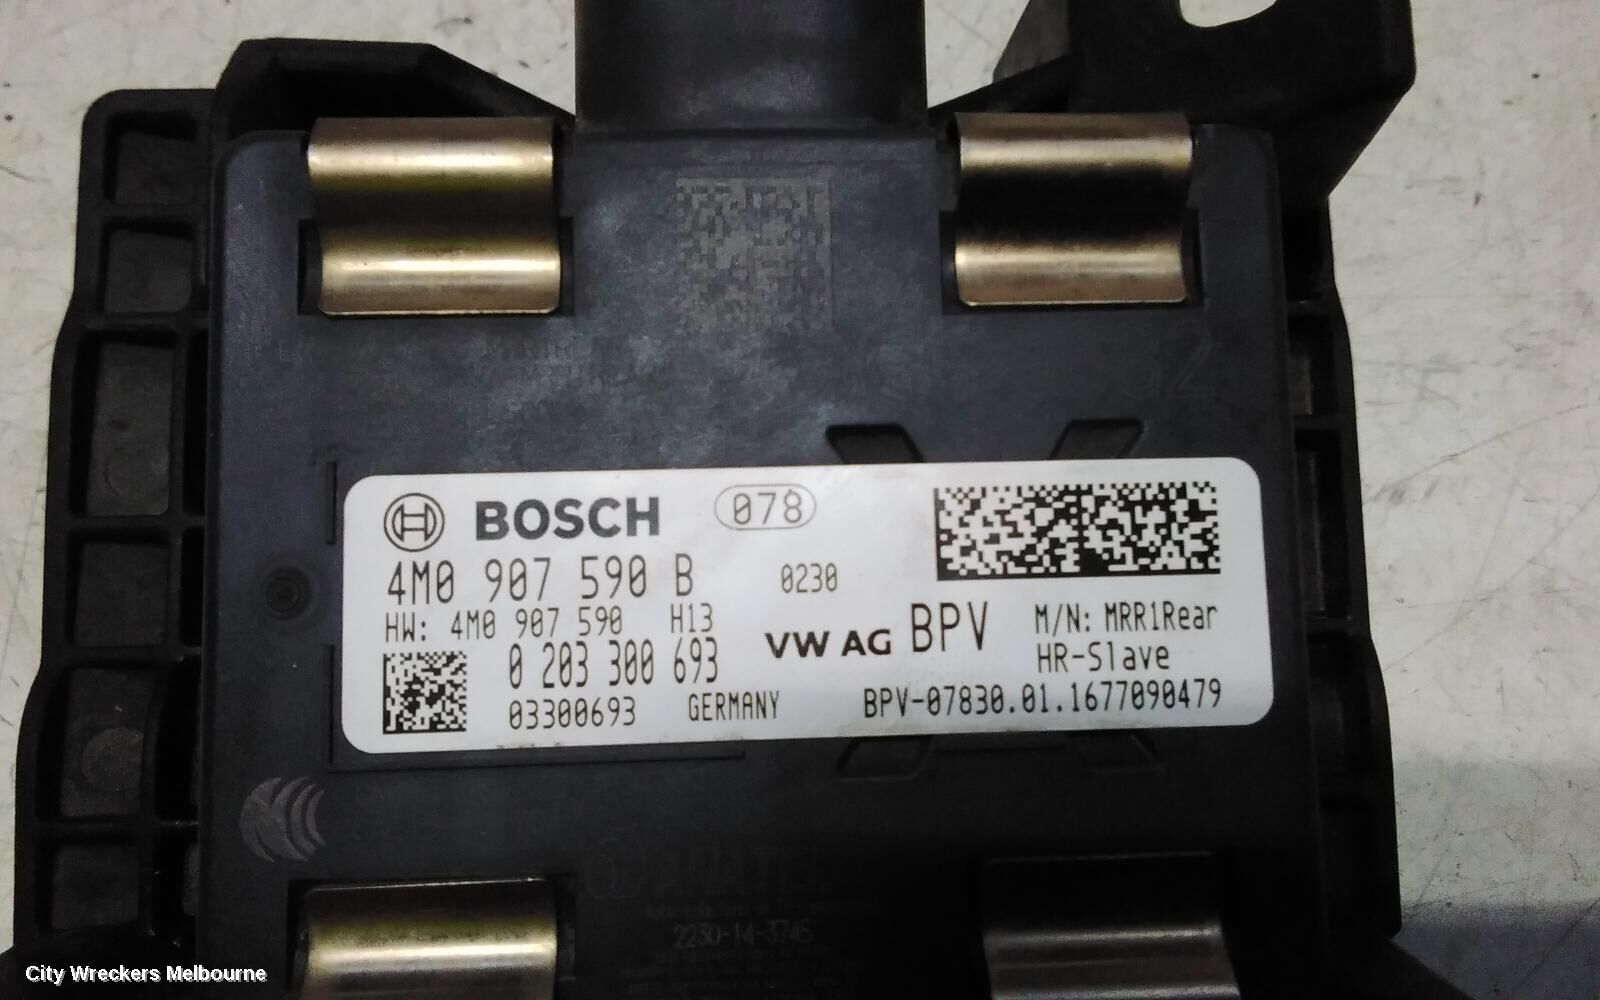 BOSCH 078
4M0 907 590 B 0230
HW: 4M0 907 590 H13
VW AG BPV M/N: MRR1Rear
0 203 300 693 HR-Slave
03300693 GERMANY BPV-07830.01.1677090479
ANATEL
2230-14-3745
City Wreckers Melbourne